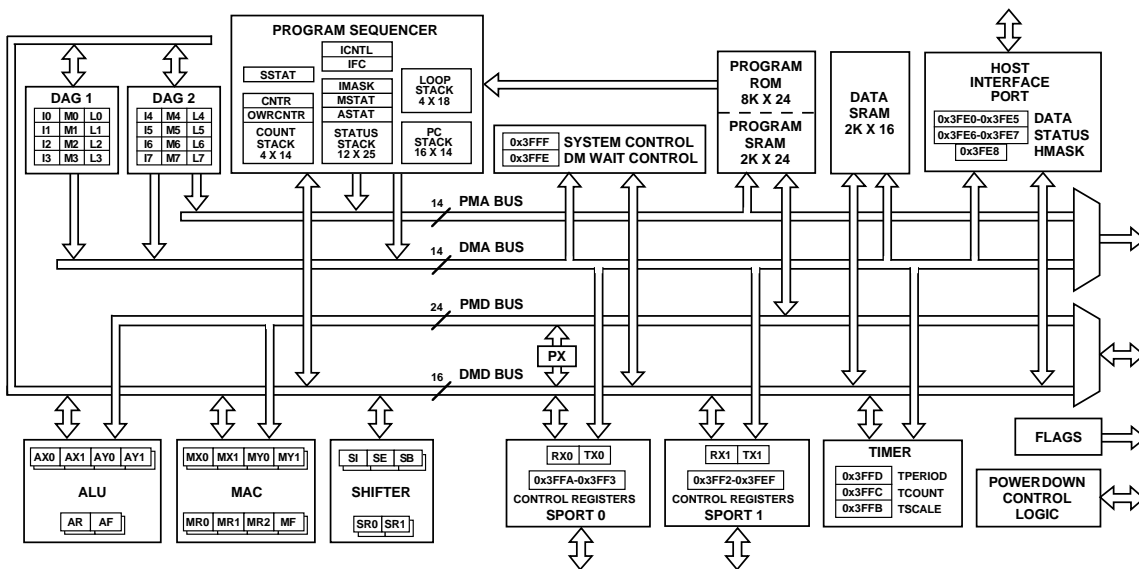 PROGRAM SEQUENCER
ICNTL
IFC
SSTAT
IMASK
MSTAT
ASTAT
CNTR
OWRCNTR
COUNT
STACK
4 X 14
STATUS
STACK
12 X 25
LOOP
STACK
4 X 18
PC
STACK
16 X 14
DAG 1
I0 M0 L0
I1 M1 L1
I2 M2 L2
I3 M3 L3
DAG 2
I4 M4 L4
I5 M5 L5
I6 M6 L6
I7 M7 L7
0x3FFF SYSTEM CONTROL
0x3FFE DM WAIT CONTROL
PROGRAM
ROM
8K X 24
PROGRAM
SRAM
2K X 24
DATA
SRAM
2K X 16
HOST
INTERFACE
PORT
0x3FE0-0x3FE5 DATA
0x3FE6-0x3FE7 STATUS
0x3FE8 HMASK
14 PMA BUS
14 DMA BUS
24 PMD BUS
PX
16 DMD BUS
AX0 AX1 AY0 AY1
ALU
AR AF
MX0 MX1 MY0 MY1
MAC
MR0 MR1 MR2 MF
SI SE SB
SHIFTER
SR0 SR1
RX0 TX0
0x3FFA-0x3FF3
CONTROL REGISTERS
SPORT 0
RX1 TX1
0x3FF2-0x3FEF
CONTROL REGISTERS
SPORT 1
TIMER
0x3FFD TPERIOD
0x3FFC TCOUNT
0x3FFB TSCALE
FLAGS
POWERDOWN
CONTROL
LOGIC